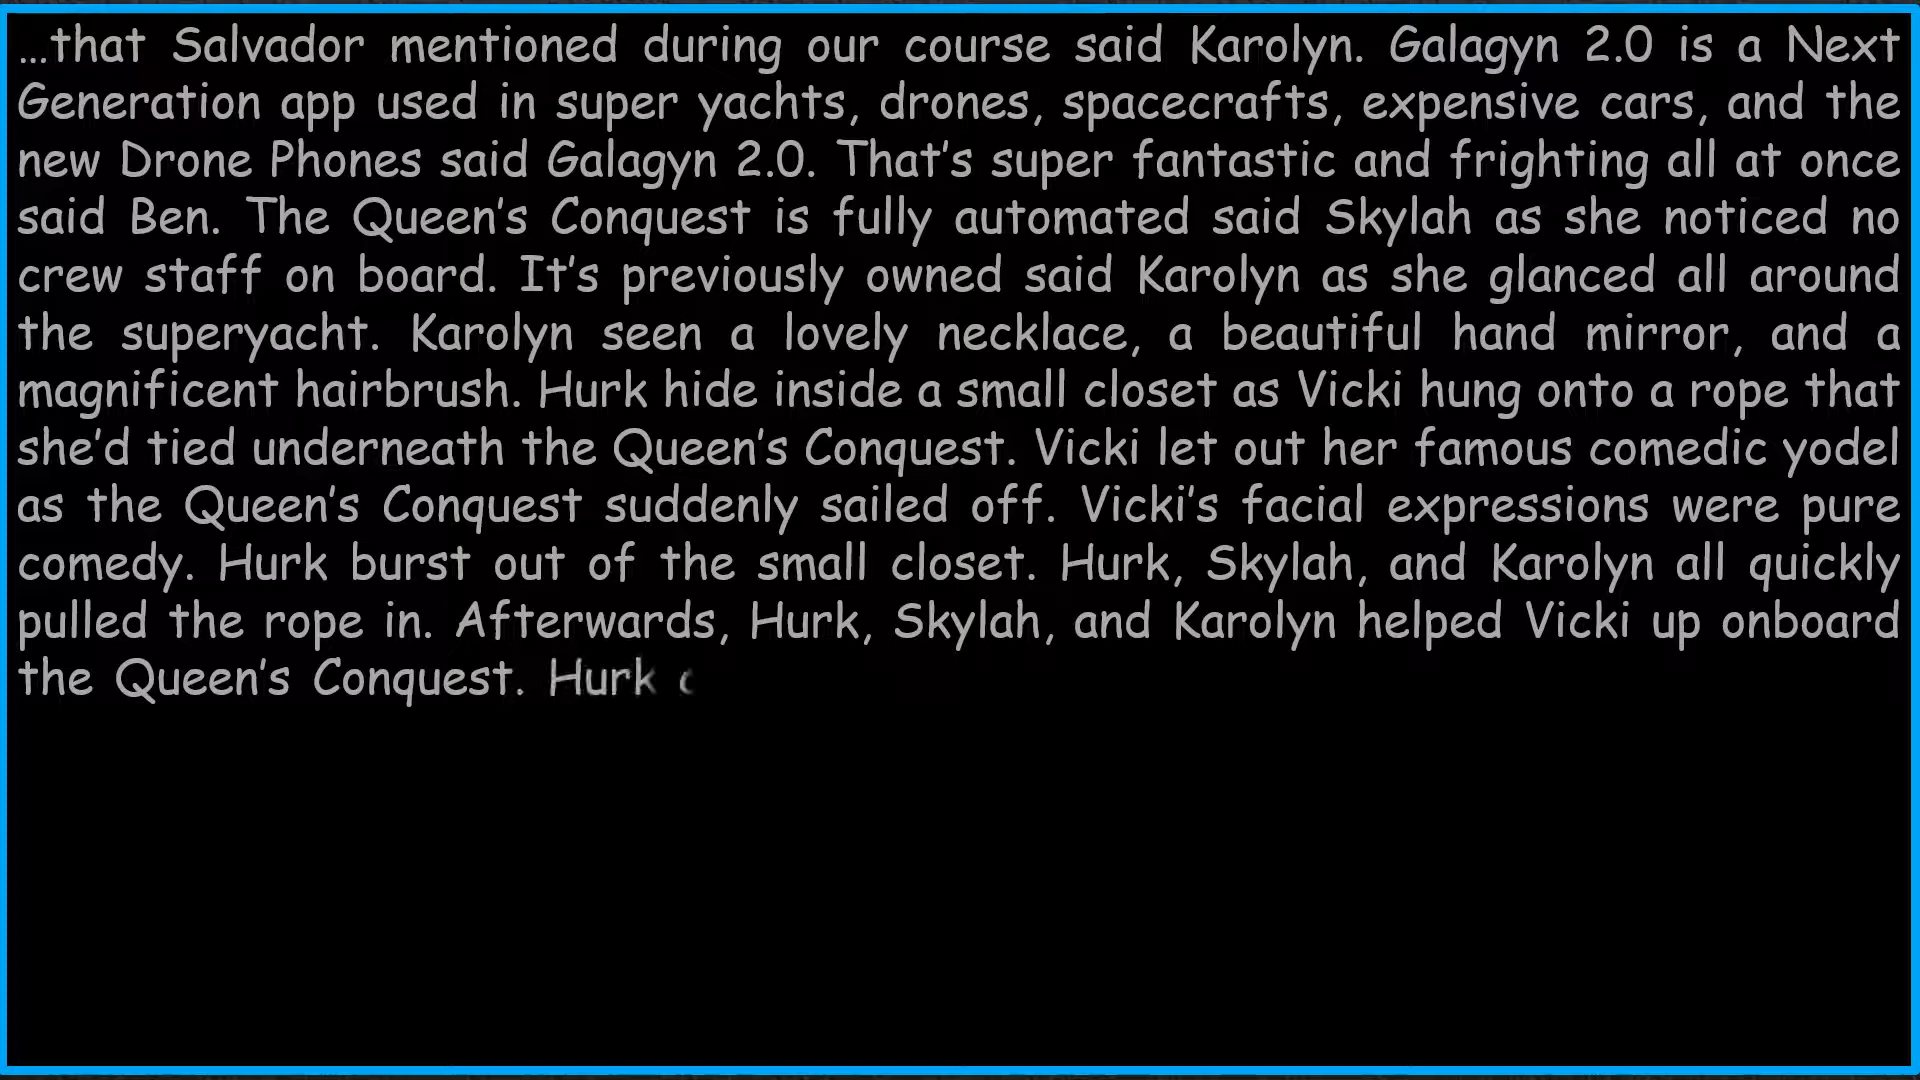 ...that Salvador mentioned during our course said Karolyn. Galagyn 2.0 is a Next
Generation app used in super yachts, drones, spacecrafts, expensive cars, and the
new Drone Phones said Galagyn 2.0. That's super fantastic and frighting all at once
said Ben. The Queen's Conquest is fully automated said Skylah as she noticed no
crew staff on board. It's previously owned said Karolyn as she glanced all around
the superyacht. Karolyn seen a lovely necklace, a beautiful hand mirror, and a
magnificent hairbrush. Hurk hide inside a small closet as Vicki hung onto a rope that
she'd tied underneath the Queen's Conquest. Vicki let out her famous comedic yodel
as the Queen's Conquest suddenly sailed off. Vicki's facial expressions were pure
comedy. Hurk burst out of the small closet. Hurk, Skylah, and Karolyn all quickly
pulled the rope in. Afterwards, Hurk, Skylah, and Karolyn helped Vicki up onboard
the Queen's Conquest. Hurk